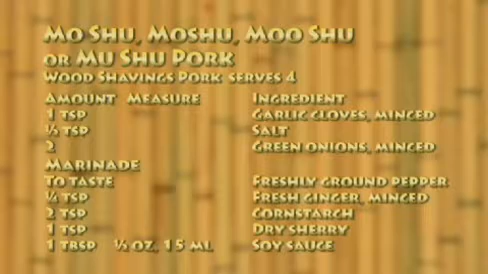 Mo Shu, Moshu, Moo Shu
or Mu Shu Pork
Wood Shavings Pork serves 4
Amount Measure Ingredient
1 tsp Garlic cloves, minced
½ tsp Salt
2 Green onions, minced
Marinade
To taste Freshly ground pepper
¼ tsp Fresh ginger, minced
2 tsp Cornstarch
1 tsp Dry sherry
1 tbsp ½ oz, 15 ml Soy sauce